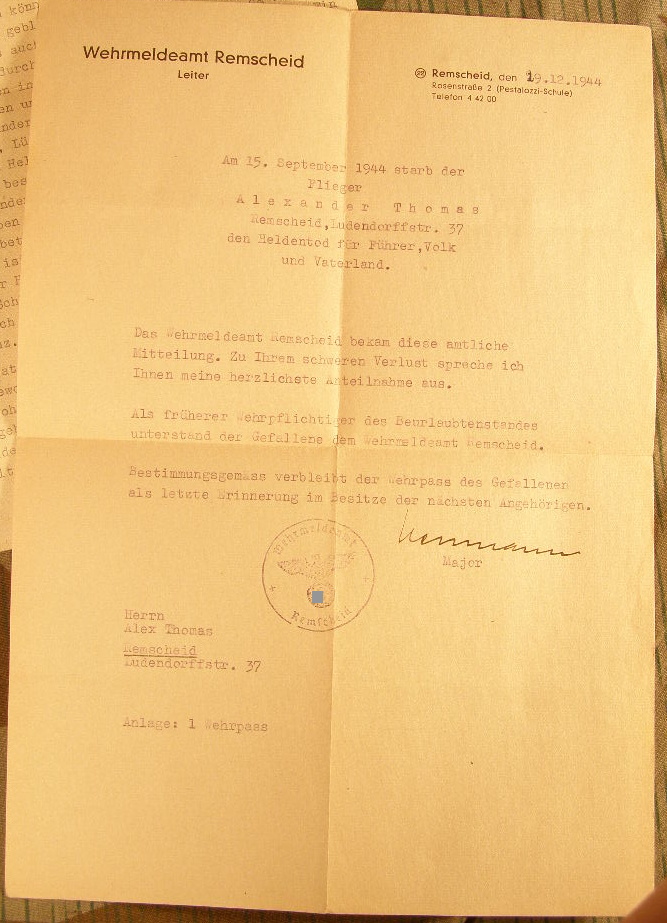 Wehrmeldeamt Remscheid
Leiter
㉒ Remscheid, den 19.12.1944
Rosenstraße 2 (Pestalozzi-Schule)
Telefon 4 42 00
Am 15. September 1944 starb der
Flieger
Alexander Thomas
Remscheid,Ludendorffstr. 37
den Heldentod für Führer,Volk
und Vaterland.
Das Wehrmeldeamt Remscheid bekam diese amtliche
Mitteilung. Zu Ihrem schweren Verlust spreche ich
Ihnen meine herzlichste Anteilnahme aus.
Als früherer Wehrpflichtiger des Beurlaubtenstandes
unterstand der Gefallene dem Wehrmeldeamt Remscheid.
Bestimmungsgemass verbleibt der Wehrpass des Gefallenen
als letzte Erinnerung im Besitze der nächsten Angehörigen.
Major
Wehrmeldeamt
Remscheid
Herrn
Alex Thomas
Remscheid
Ludendorffstr. 37
Anlage: 1 Wehrpass